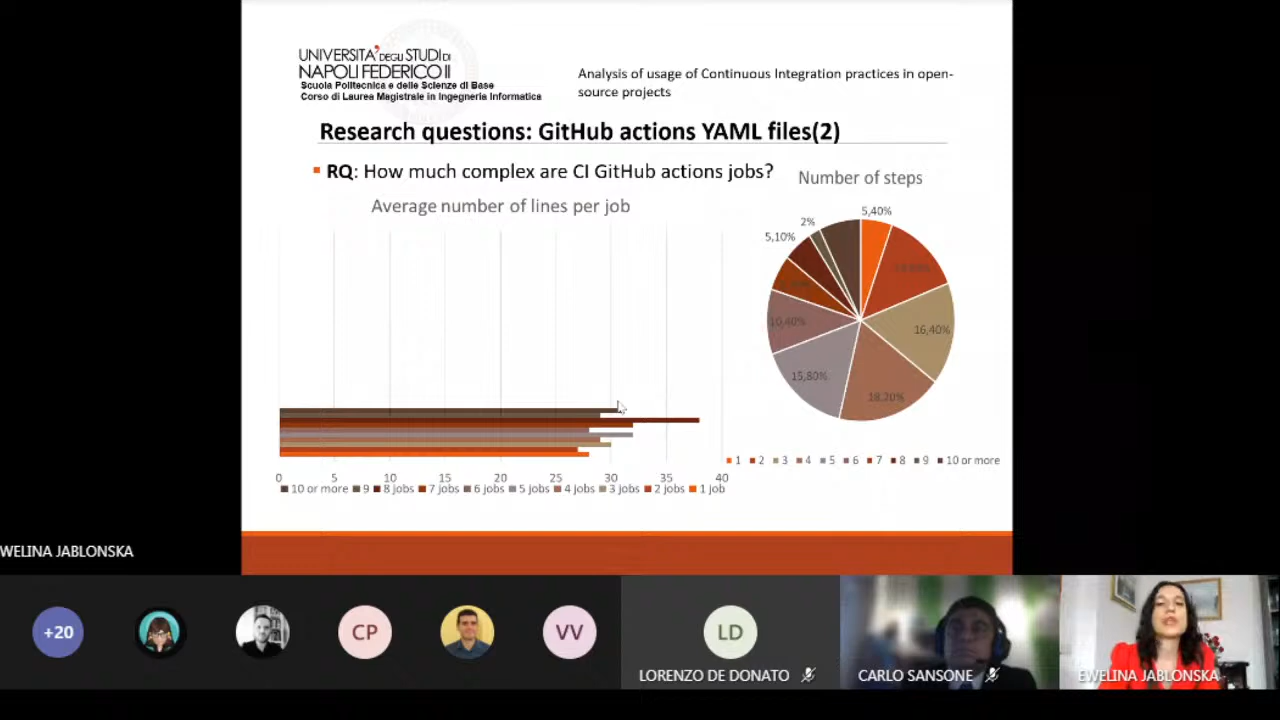 UNIVERSITA' DEGLI STUDI DI
NAPOLI FEDERICO II
Scuola Politecnica e delle Scienze di Base
Corso di Laurea Magistrale in Ingegneria Informatica
Analysis of usage of Continuous Integration practices in open-
source projects
Research questions: GitHub actions YAML files(2)
RQ: How much complex are CI GitHub actions jobs?
Average number of lines per job
0 5 10 15 20 25 30 35 40
10 or more 9 8 jobs 7 jobs 6 jobs 5 jobs 4 jobs 3 jobs 2 jobs 1 job
Number of steps
5,40%
2%
5,10%
10,40%
16,40%
15,80%
18,20%
1 2 3 4 5 6 7 8 9 10 or more
WELINA JABLONSKA
+20
CP
VV
LD
LORENZO DE DONATO
CARLO SANSONE
EWELINA JABLONSKA